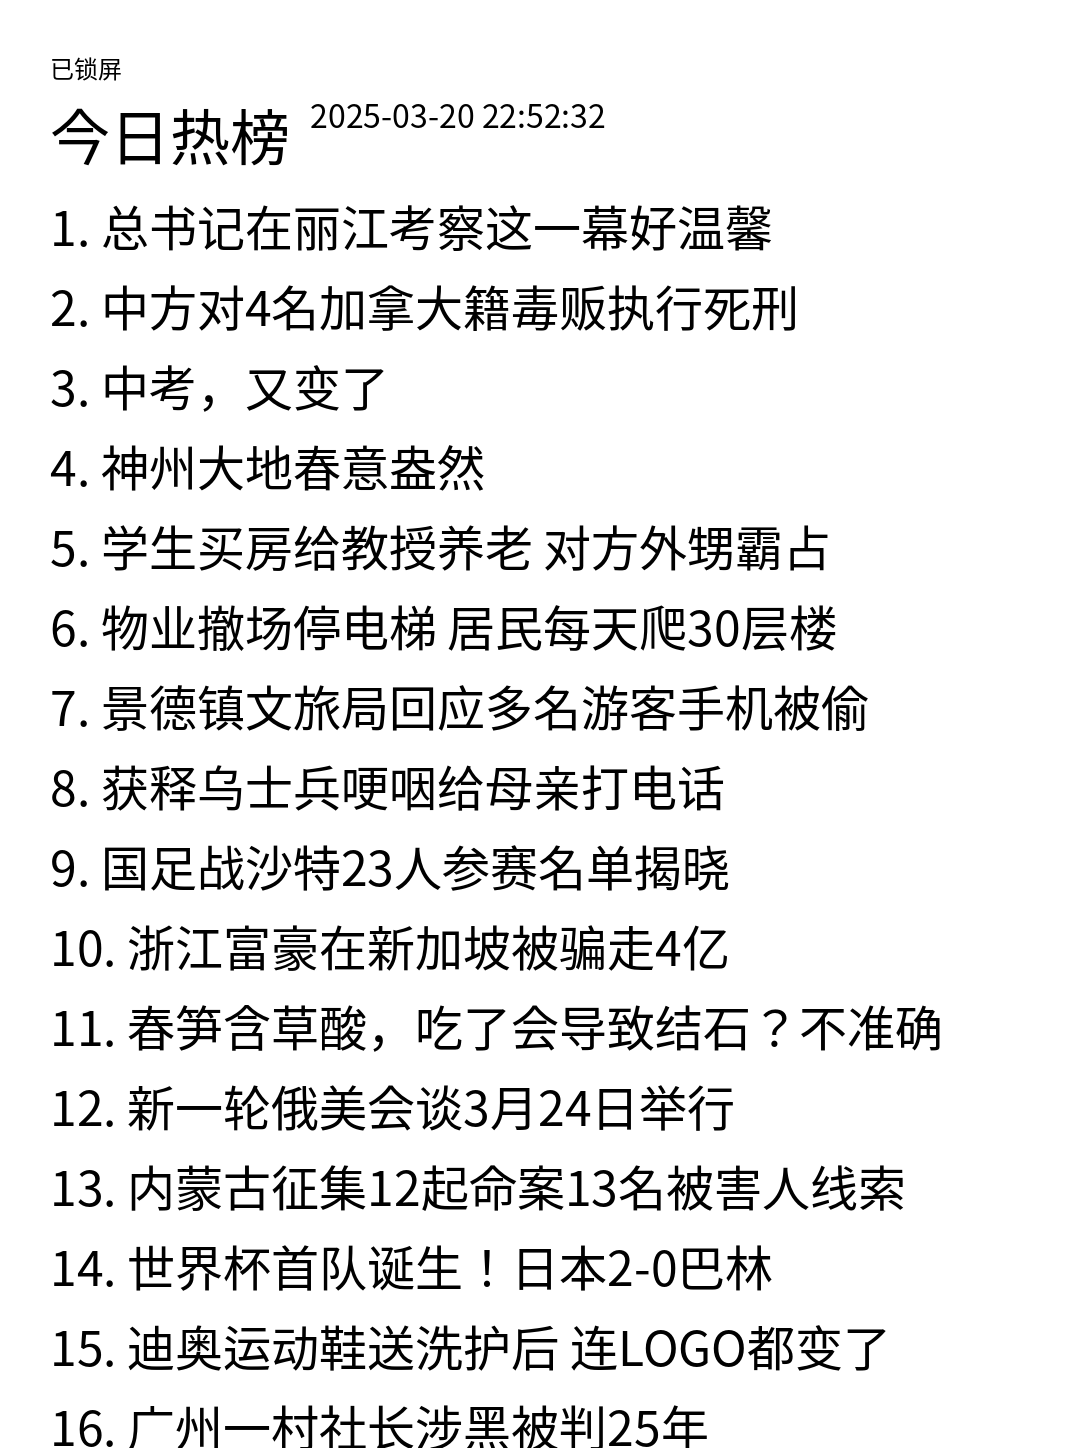 已锁屏
今日热榜 2025-03-20 22:52:32
1. 总书记在丽江考察这一幕好温馨
2. 中方对4名加拿大籍毒贩执行死刑
3. 中考，又变了
4. 神州大地春意盎然
5. 学生买房给教授养老 对方外甥霸占
6. 物业撤场停电梯 居民每天爬30层楼
7. 景德镇文旅局回应多名游客手机被偷
8. 获释乌士兵哽咽给母亲打电话
9. 国足战沙特23人参赛名单揭晓
10. 浙江富豪在新加坡被骗走4亿
11. 春笋含草酸，吃了会导致结石？不准确
12. 新一轮俄美会谈3月24日举行
13. 内蒙古征集12起命案13名被害人线索
14. 世界杯首队诞生！日本2-0巴林
15. 迪奥运动鞋送洗护后 连LOGO都变了
16. 广州一村社长涉黑被判25年